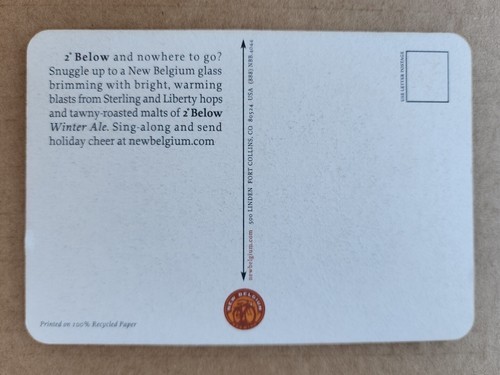 2° Below and nowhere to go?
Snuggle up to a New Belgium glass
brimming with bright, warming
blasts from Sterling and Liberty hops
and tawny-roasted malts of 2° Below
Winter Ale. Sing-along and send
holiday cheer at newbelgium.com
newbelgium.com 500 LINDEN FORT COLLINS, CO 80524 USA (888) NBB-4044
USE LETTER POSTAGE
NEW BELGIUM
Printed on 100% Recycled Paper